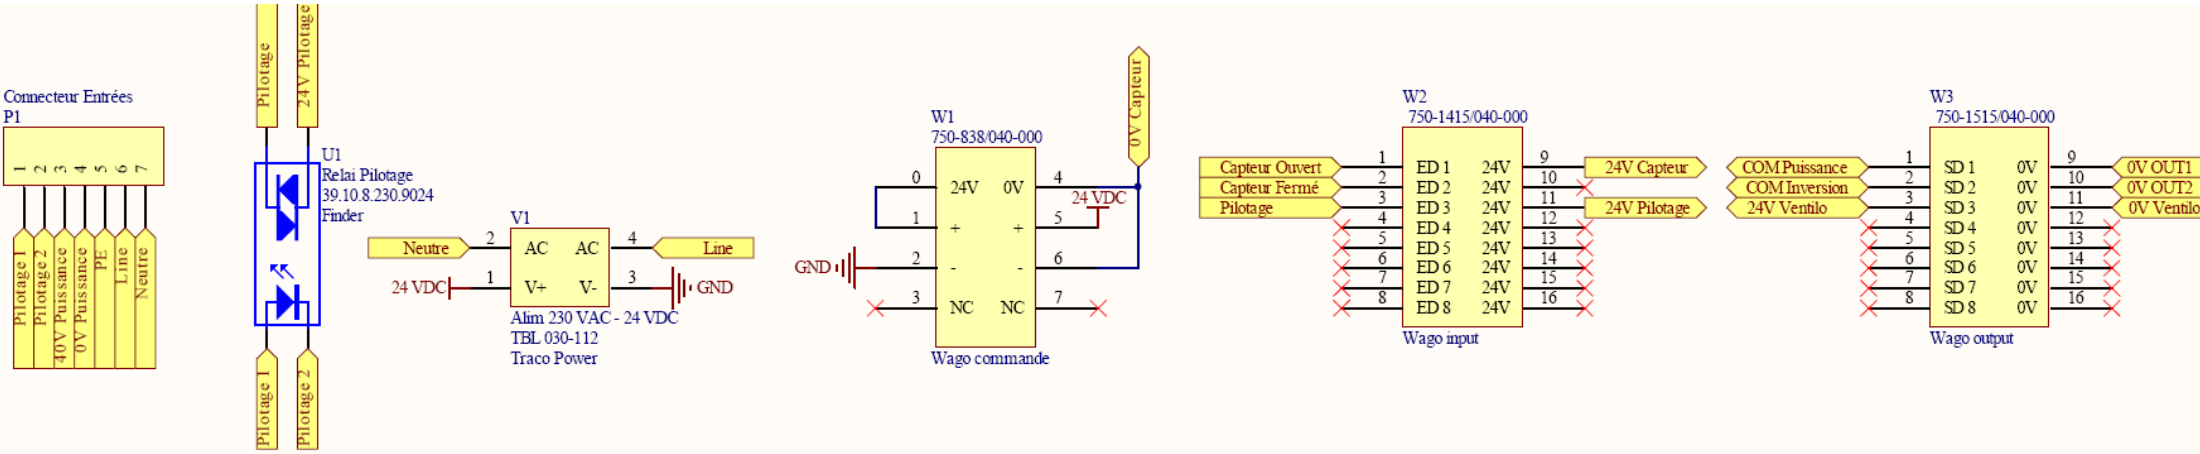 Connecteur Entrées
P1
1
2
3
4
5
6
7
Pilotage 1
Pilotage 2
40V Puissance
0V Puissance
PE
Line
Neutre
Pilotage
24V Pilotage
U1
Relai Pilotage
39.10.8.230.9024
Finder
Pilotage 1
Pilotage 2
V1
Neutre 2 AC AC 4 Line
24 VDC 1 V+ V- 3 GND
Alim 230 VAC - 24 VDC
TBL 030-112
Traco Power
0V Capteur
W1
750-838/040-000
0 24V 0V 4
24 VDC
1 + + 5
GND 2 - - 6
3 NC NC 7
Wago commande
W2
750-1415/040-000
Capteur Ouvert 1 ED 1 24V 9 24V Capteur
Capteur Fermé 2 ED 2 24V 10
Pilotage 3 ED 3 24V 11 24V Pilotage
4 ED 4 24V 12
5 ED 5 24V 13
6 ED 6 24V 14
7 ED 7 24V 15
8 ED 8 24V 16
Wago input
W3
750-1515/040-000
COM Puissance 1 SD 1 0V 9 0V OUT1
COM Inversion 2 SD 2 0V 10 0V OUT2
24V Ventilo 3 SD 3 0V 11 0V Ventilo
4 SD 4 0V 12
5 SD 5 0V 13
6 SD 6 0V 14
7 SD 7 0V 15
8 SD 8 0V 16
Wago output